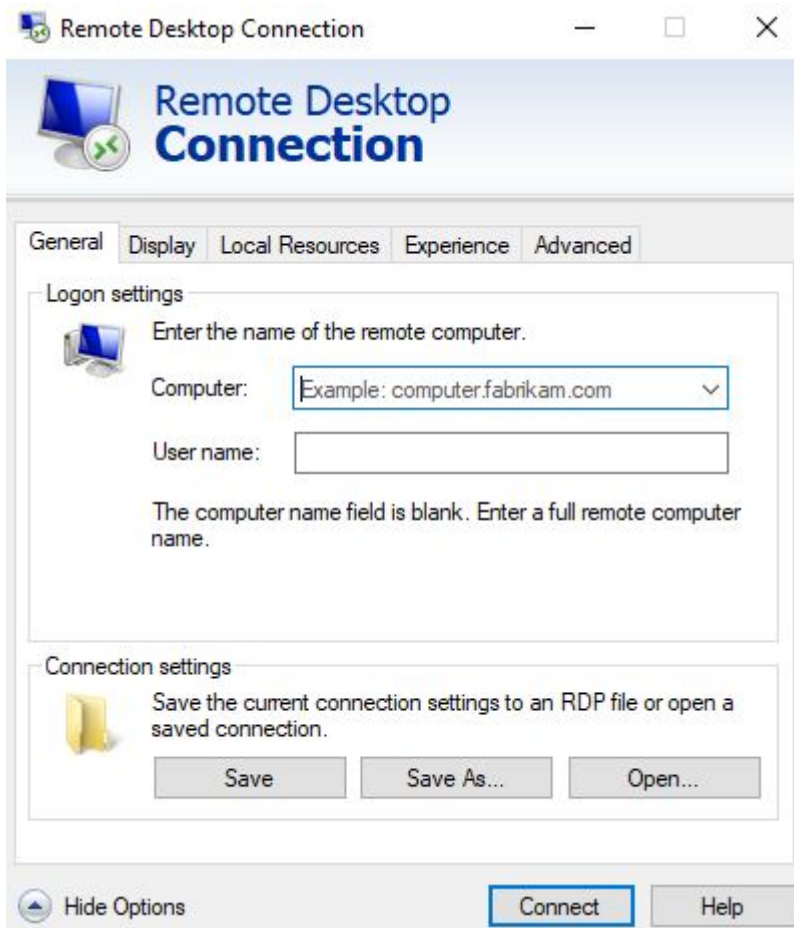 Remote Desktop Connection
Remote Desktop
Connection
General Display Local Resources Experience Advanced
Logon settings
Enter the name of the remote computer.
Computer: Example: computer.fabrikam.com
User name:
The computer name field is blank. Enter a full remote computer
name.
Connection settings
Save the current connection settings to an RDP file or open a
saved connection.
Save Save As... Open...
Hide Options Connect Help